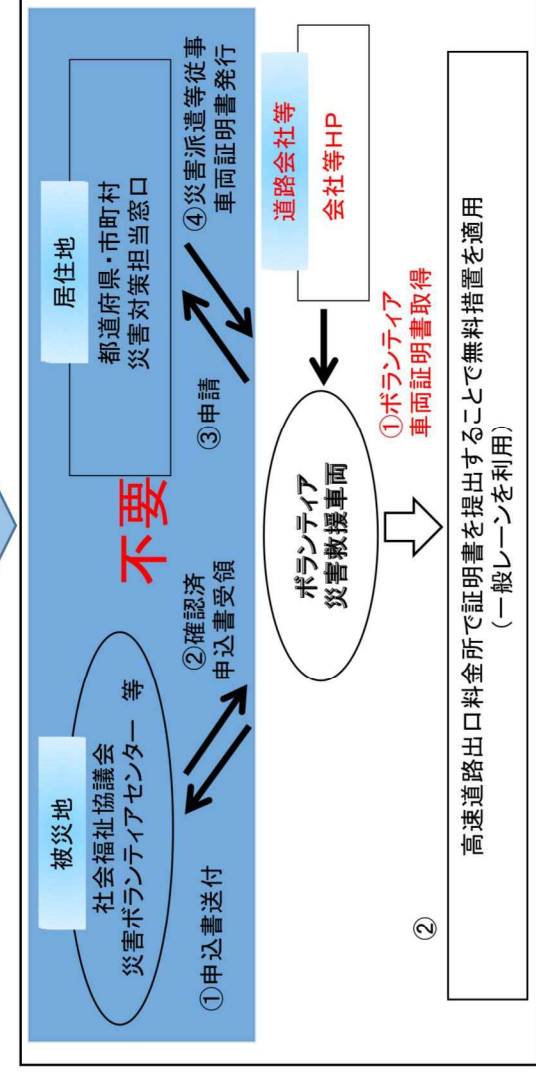 被災地
社会福祉協議会
災害ボランティアセンター 等
不要
居住地
都道府県・市町村
災害対策担当窓口
①申込書送付
②確認済
申込書受領
③申請
④災害派遣等従事
車両証明書発行
ボランティア
災害救援車両
道路会社等
会社等HP
①ボランティア
車両証明書取得
②
高速道路出口料金所で証明書を提出することで無料措置を適用
(一般レーンを利用)